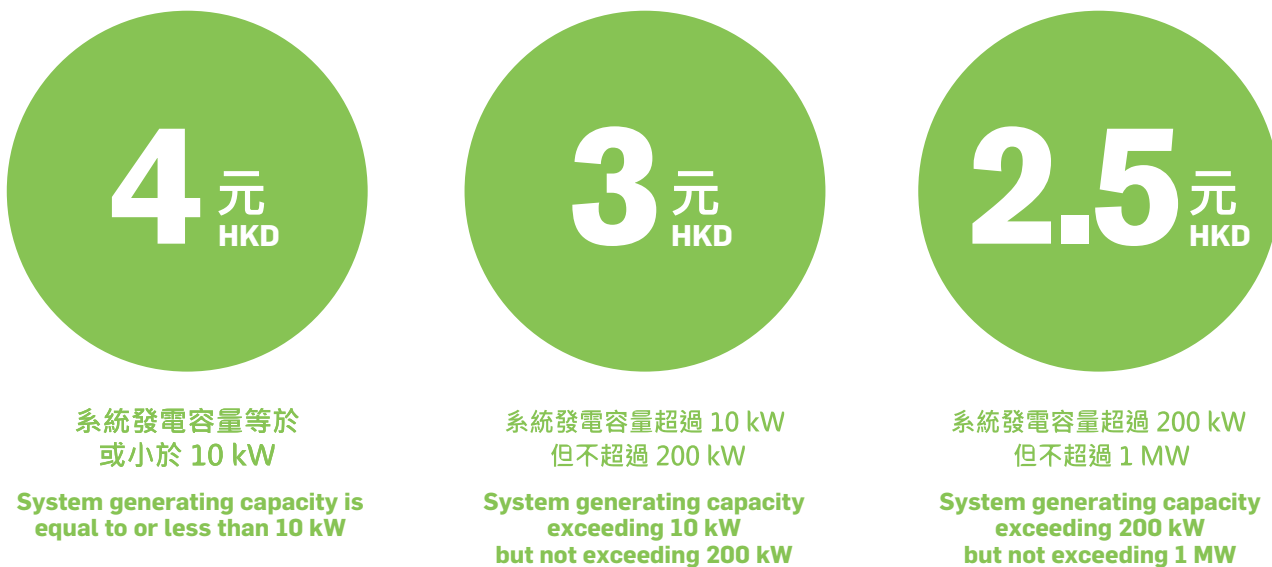 4 元
HKD
系統發電容量等於
或小於 10 kW
System generating capacity is
equal to or less than 10 kW
3 元
HKD
系統發電容量超過 10 kW
但不超過 200 kW
System generating capacity
exceeding 10 kW
but not exceeding 200 kW
2.5 元
HKD
系統發電容量超過 200 kW
但不超過 1 MW
System generating capacity
exceeding 200 kW
but not exceeding 1 MW